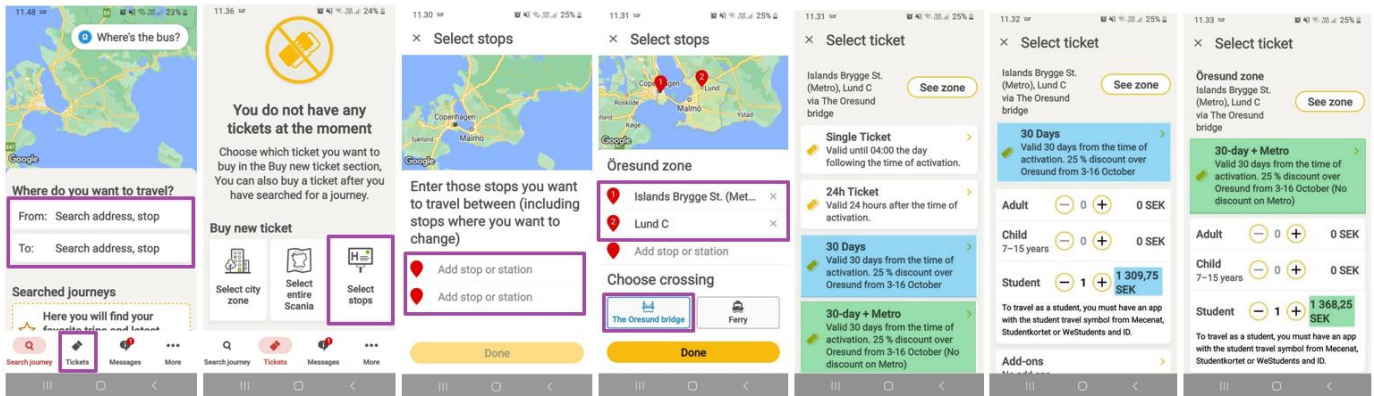 11.48
23%
Where's the bus?
Google
Where do you want to travel?
From: Search address, stop
To: Search address, stop
Searched journeys
Here you will find your
favorite trips and latest
Search journey
Tickets
Messages
More
11.36
24%
You do not have any
tickets at the moment
Choose which ticket you want to
buy in the Buy new ticket section,
You can also buy a ticket after you
have searched for a journey.
Buy new ticket
Select city
zone
Select
entire
Scania
Select
stops
Search journey
Tickets
Messages
More
11.30
25%
× Select stops
Copenhagen
Sjælland
Malmö
Google
Enter those stops you want
to travel between (including
stops where you want to
change)
Add stop or station
Add stop or station
Done
11.31
25%
× Select stops
1
2
Lund
Roskilde
Malmö
Køge
Ystad
Google
Öresund zone
1 Islands Brygge St. (Met... ×
2 Lund C ×
Add stop or station
Choose crossing
The Oresund bridge
Ferry
Done
11.31
25%
× Select ticket
Islands Brygge St.
(Metro), Lund C
via The Oresund
bridge
See zone
Single Ticket
Valid until 04:00 the day
following the time of activation.
24h Ticket
Valid 24 hours after the time of
activation.
30 Days
Valid 30 days from the time of
activation. 25 % discount over
Oresund from 3-16 October
30-day + Metro
Valid 30 days from the time of
activation. 25 % discount over
Oresund from 3-16 October (No
discount on Metro)
11.32
25%
× Select ticket
Islands Brygge St.
(Metro), Lund C
via The Oresund
bridge
See zone
30 Days
Valid 30 days from the time of
activation. 25 % discount over
Oresund from 3-16 October
Adult − 0 + 0 SEK
Child
7–15 years − 0 + 0 SEK
Student − 1 + 1 309,75
SEK
To travel as a student, you must have an app
with the student travel symbol from Mecenat,
Studentkortet or WeStudents and ID.
Add-ons
11.33
25%
× Select ticket
Öresund zone
Islands Brygge St.
(Metro), Lund C
via The Oresund
bridge
See zone
30-day + Metro
Valid 30 days from the time of
activation. 25 % discount over
Oresund from 3-16 October (No
discount on Metro)
Adult − 0 + 0 SEK
Child
7–15 years − 0 + 0 SEK
Student − 1 + 1 368,25
SEK
To travel as a student, you must have an app
with the student travel symbol from Mecenat,
Studentkortet or WeStudents and ID.